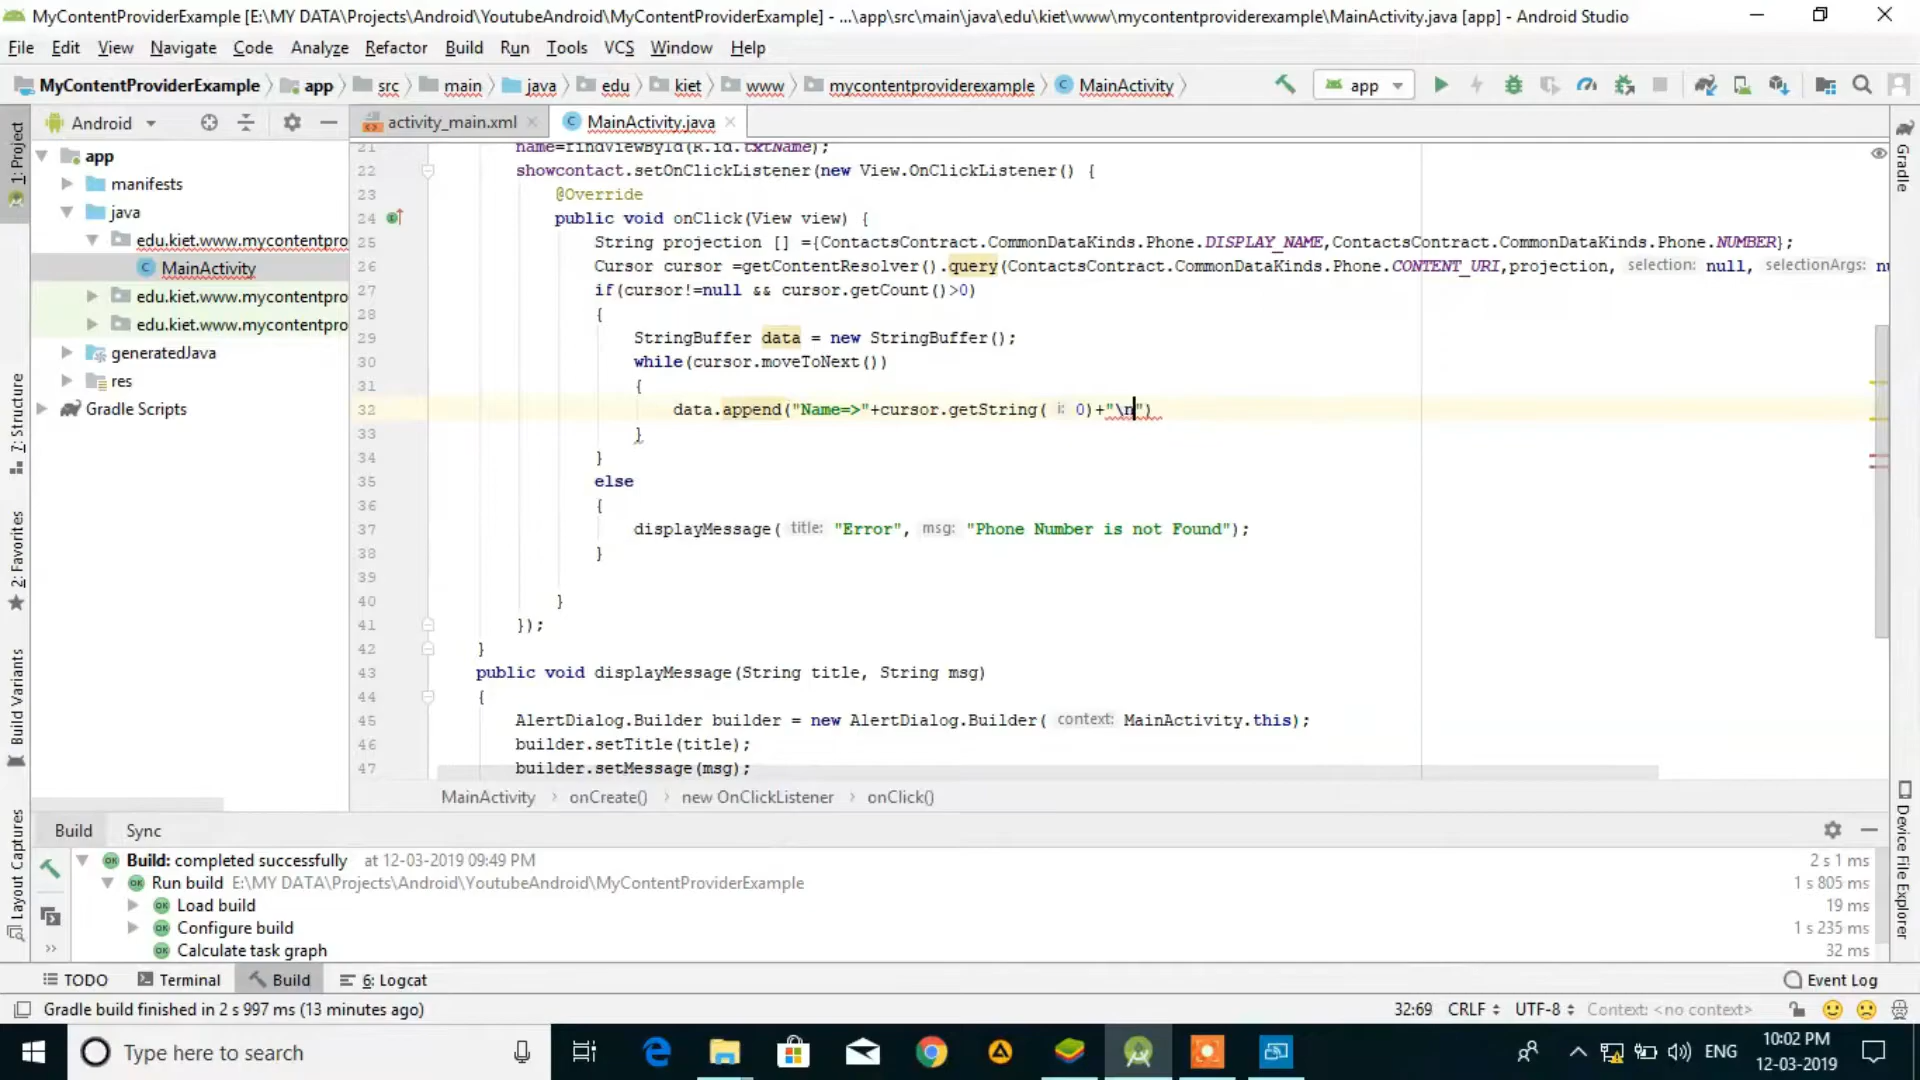 MyContentProviderExample [E:\MY DATA\Projects\Android\YoutubeAndroid\MyContentProviderExample] - ...\app\src\main\java\edu\kiet\www\mycontentproviderexample\MainActivity.java [app] - Android Studio
File Edit View Navigate Code Analyze Refactor Build Run Tools VCS Window Help
MyContentProviderExample app src main java edu kiet www mycontentproviderexample MainActivity app
Android activity_main.xml MainActivity.java
1: Project
7: Structure
2: Favorites
Build Variants
Layout Captures
app
manifests
java
edu.kiet.www.mycontentpro
MainActivity
edu.kiet.www.mycontentpro
edu.kiet.www.mycontentpro
generatedJava
res
Gradle Scripts
21 name=findViewById(R.id.txtName);
22 showcontact.setOnClickListener(new View.OnClickListener() {
23 @Override
24 public void onClick(View view) {
25 String projection [] ={ContactsContract.CommonDataKinds.Phone.DISPLAY_NAME,ContactsContract.CommonDataKinds.Phone.NUMBER};
26 Cursor cursor =getContentResolver().query(ContactsContract.CommonDataKinds.Phone.CONTENT_URI,projection, selection: null, selectionArgs: nu
27 if(cursor!=null && cursor.getCount()>0)
28 {
29 StringBuffer data = new StringBuffer();
30 while(cursor.moveToNext())
31 {
32 data.append("Name=>"+cursor.getString( i: 0)+"\n")
33 }
34 }
35 else
36 {
37 displayMessage( title: "Error", msg: "Phone Number is not Found");
38 }
39
40 }
41 });
42 }
43 public void displayMessage(String title, String msg)
44 {
45 AlertDialog.Builder builder = new AlertDialog.Builder( context: MainActivity.this);
46 builder.setTitle(title);
47 builder.setMessage(msg);
MainActivity onCreate() new OnClickListener onClick()
Gradle
Device File Explorer
Build Sync
Build: completed successfully at 12-03-2019 09:49 PM 2 s 1 ms
Run build E:\MY DATA\Projects\Android\YoutubeAndroid\MyContentProviderExample 1 s 805 ms
Load build 19 ms
Configure build 1 s 235 ms
Calculate task graph 32 ms
TODO Terminal Build 6: Logcat Event Log
Gradle build finished in 2 s 997 ms (13 minutes ago) 32:69 CRLF UTF-8 Context: <no context>
Type here to search ENG 10:02 PM
12-03-2019